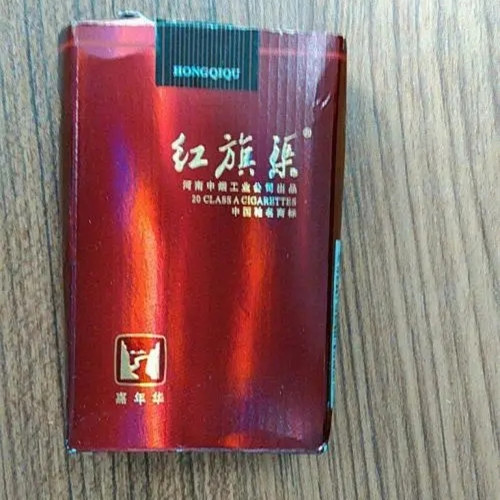 HONGQIQU
红旗渠®
河南中烟工业公司出品
20 CLASS A CIGARETTES
中国驰名商标
嘉年华